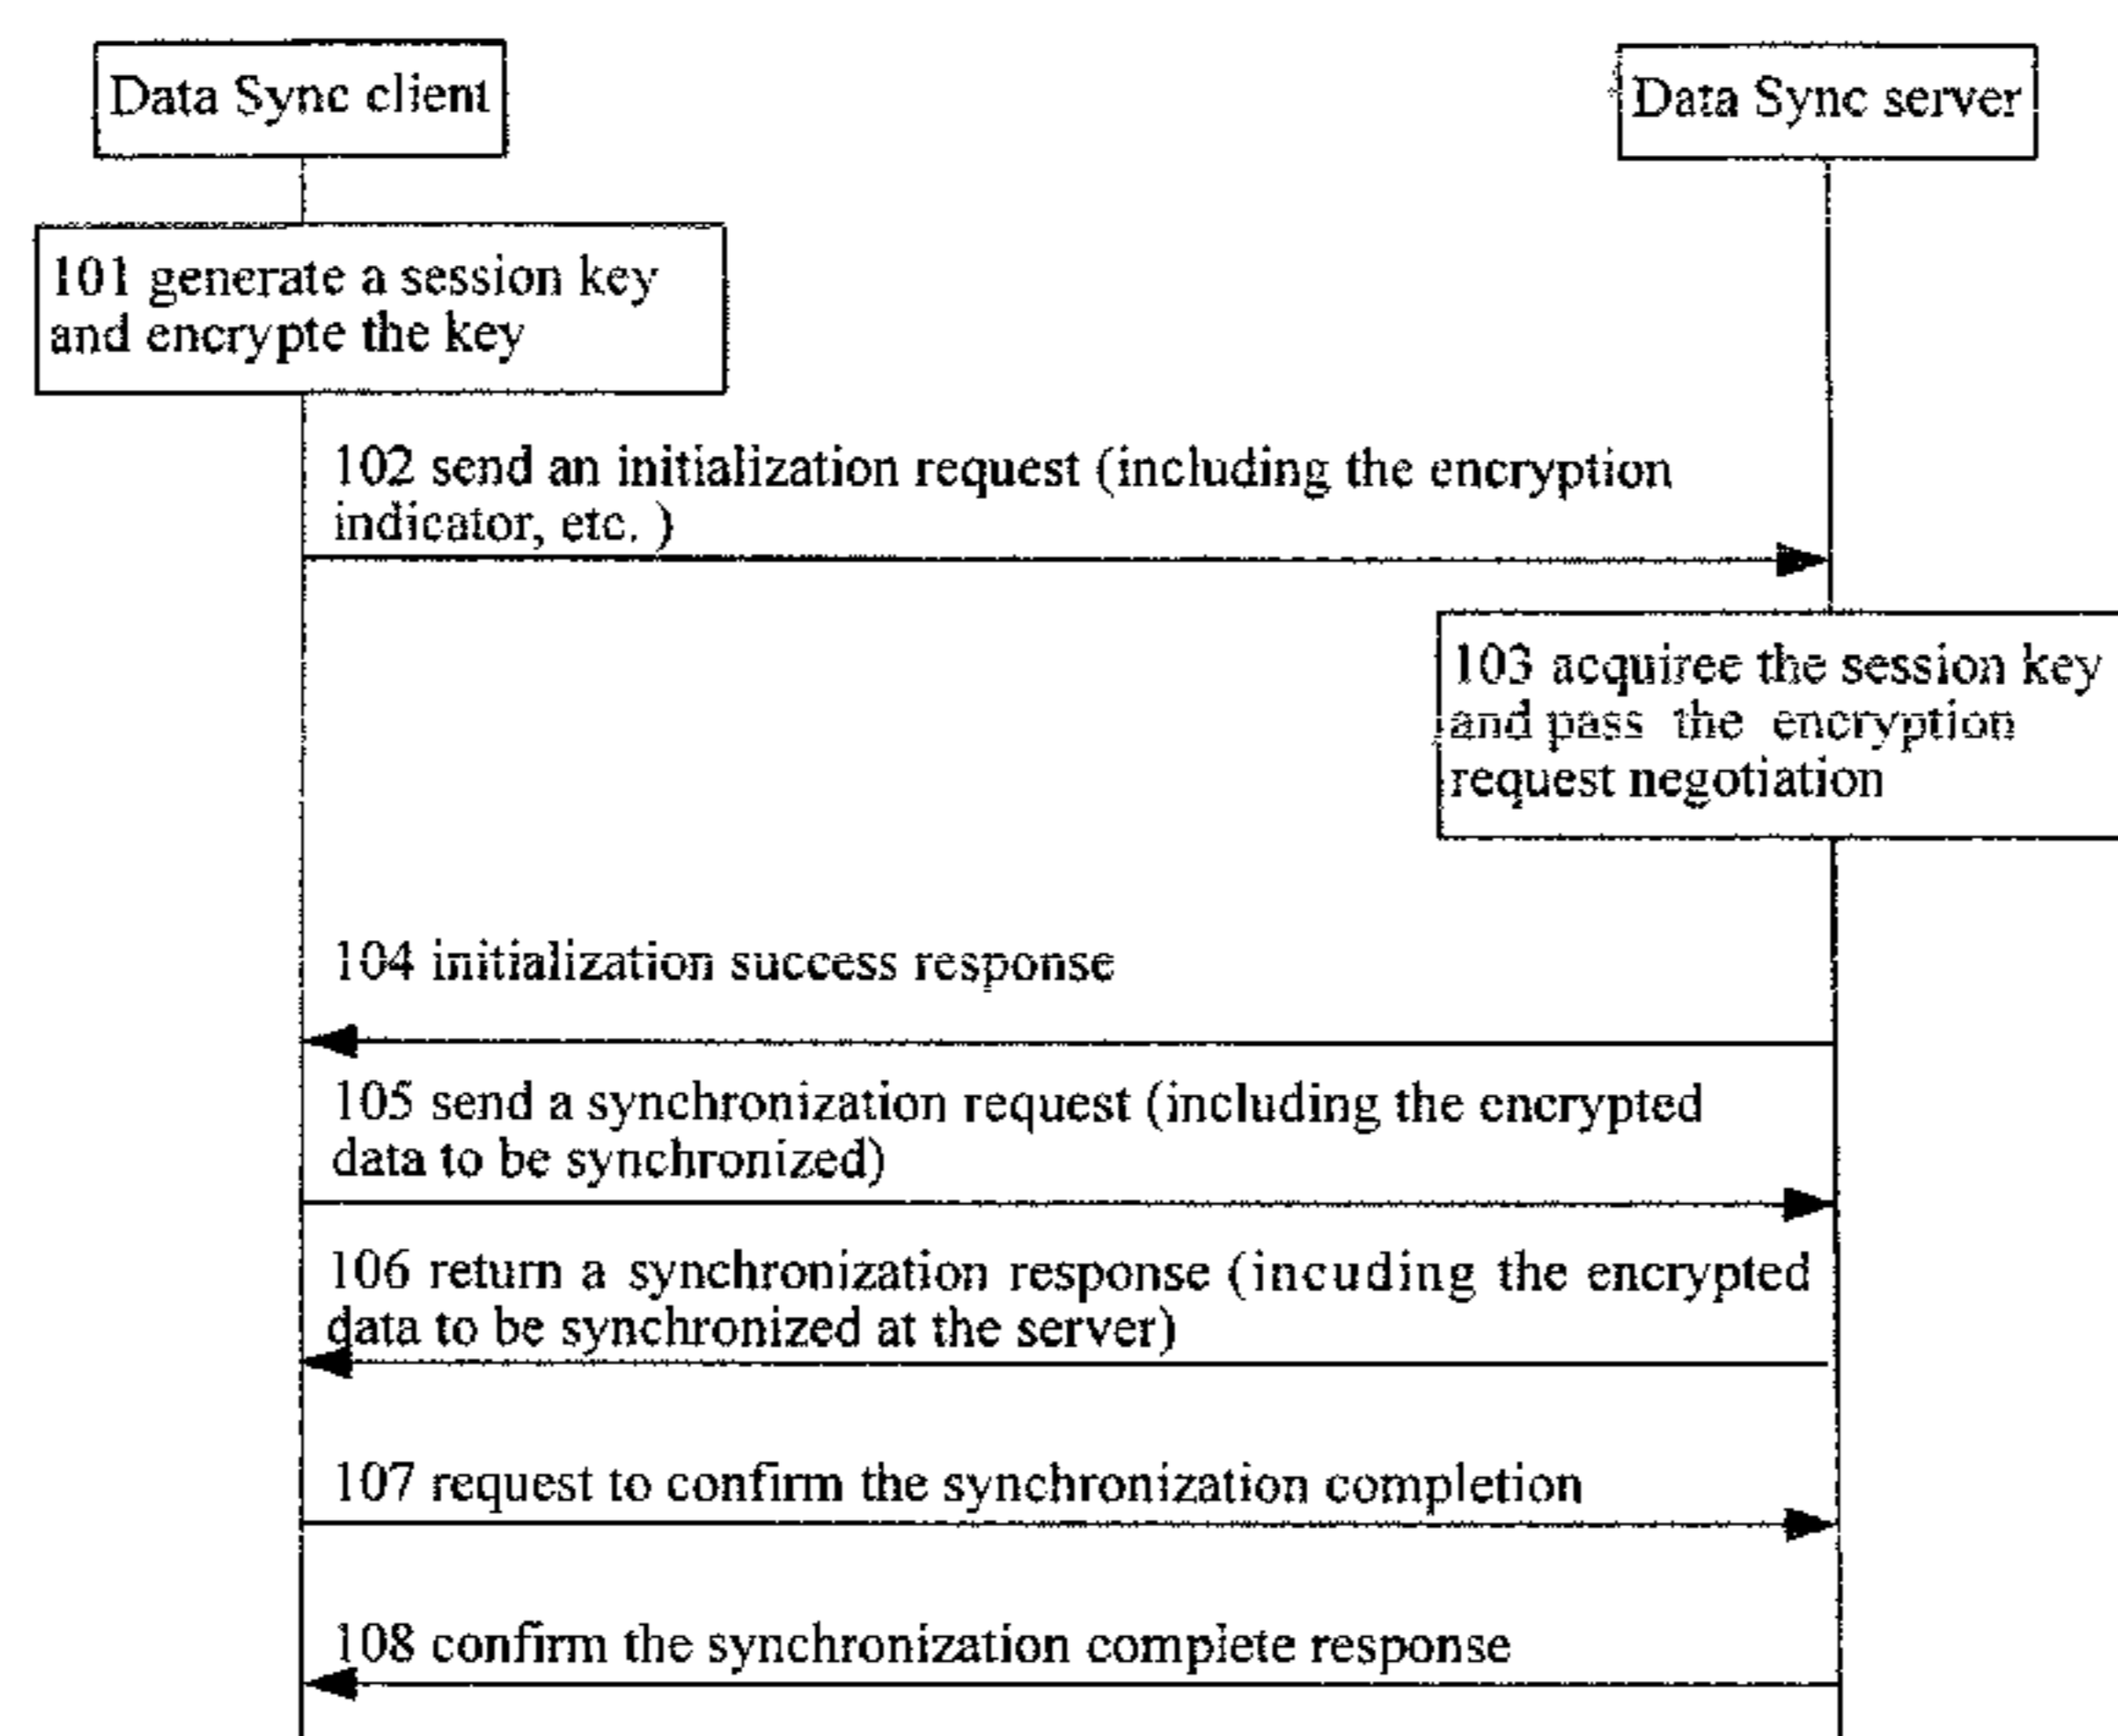 Data Sync client
Data Sync server
101 generate a session key
and encrypte the key
102 send an initialization request (including the encryption
indicator, etc. )
103 acquiree the session key
and pass the encryption
request negotiation
104 initialization success response
105 send a synchronization request (including the encrypted
data to be synchronized)
106 return a synchronization response (incuding the encrypted
data to be synchronized at the server)
107 request to confirm the synchronization completion
108 confirm the synchronization complete response